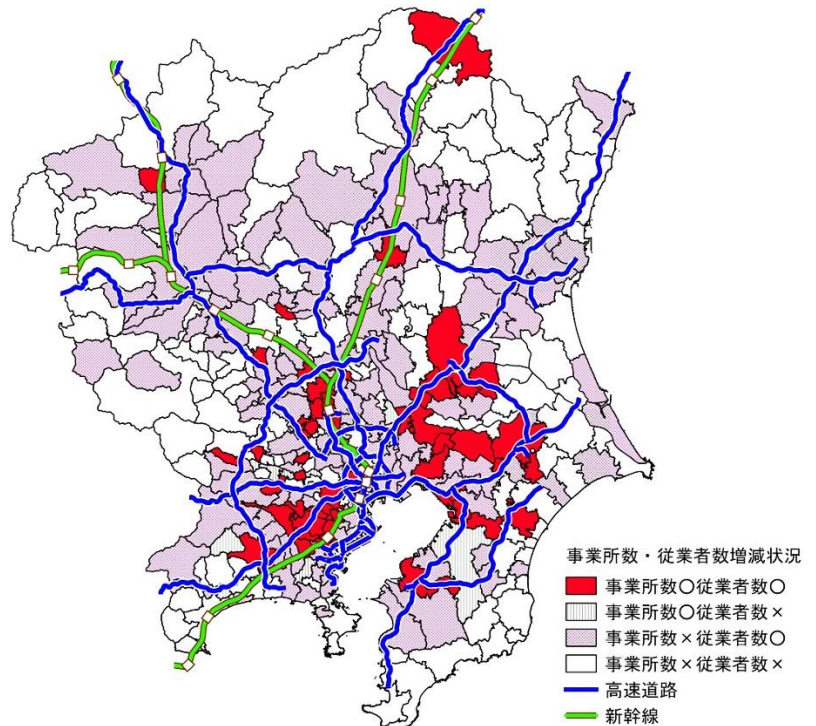 事業所数・従業者数増減状況
事業所数○従業者数○
事業所数○従業者数×
事業所数×従業者数○
事業所数×従業者数×
高速道路
新幹線